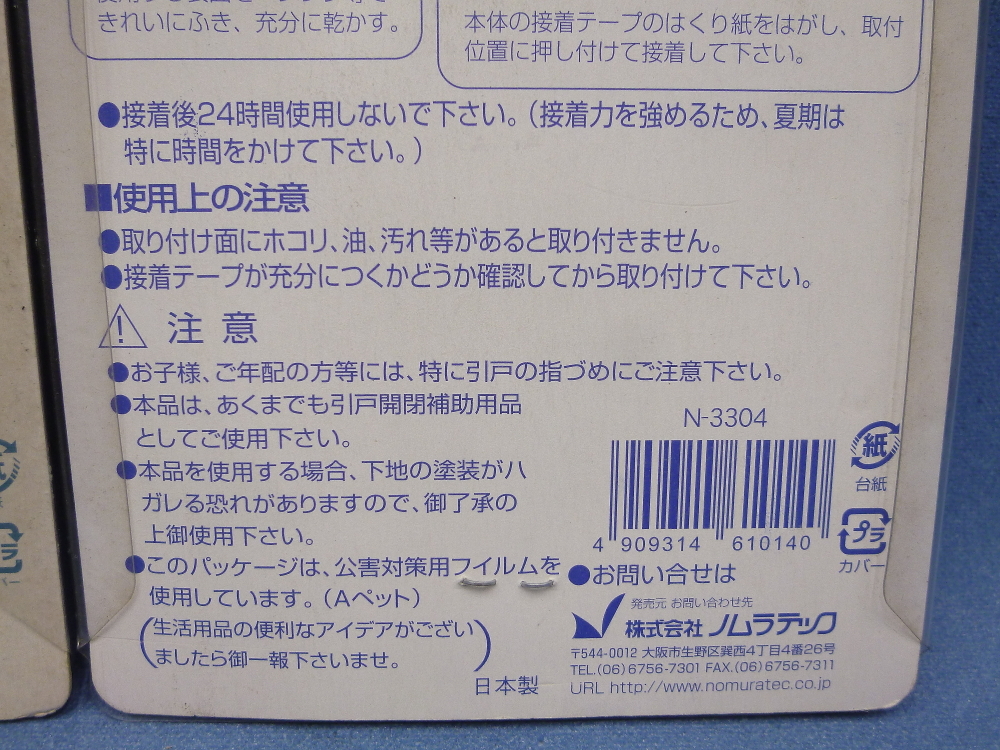 きれいにふき、充分に乾かす。
本体の接着テープのはくり紙をはがし、取付
位置に押し付けて接着して下さい。
●接着後24時間使用しないで下さい。(接着力を強めるため、夏期は
特に時間をかけて下さい。)
■使用上の注意
●取り付け面にホコリ、油、汚れ等があると取り付きません。
●接着テープが充分につくかどうか確認してから取り付けて下さい。
注意
●お子様、ご年配の方等には、特に引戸の指づめにご注意下さい。
●本品は、あくまでも引戸開閉補助用品
としてご使用下さい。
●本品を使用する場合、下地の塗装がハ
ガレる恐れがありますので、御了承の
上御使用下さい。
●このパッケージは、公害対策用フイルムを
使用しています。(Aペット)
(生活用品の便利なアイデアがござい
ましたら御一報下さいませ。)
日本製
N-3304
4 909314 610140
紙
台紙
プラ
カバー
●お問い合せは
発売元 お問い合わせ先
株式会社 ノムラテック
〒544-0012 大阪市生野区巽西4丁目4番26号
TEL.(06)6756-7301 FAX.(06)6756-7311
URL http://www.nomuratec.co.jp